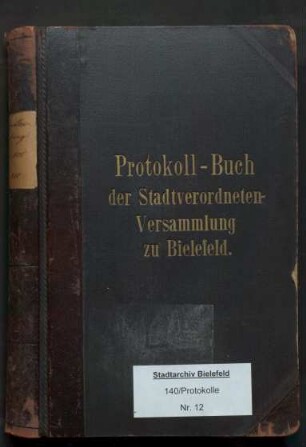 Protokoll-Buch
der Stadtverordneten-
Versammlung
zu Bielefeld.
Stadtarchiv Bielefeld
140/Protokolle
Nr. 12